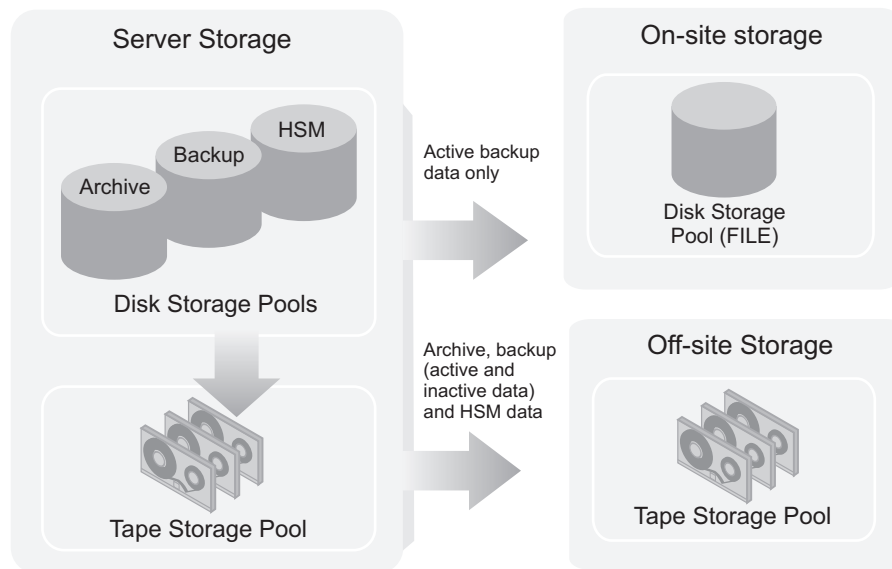 Server Storage
HSM
Backup
Archive
Disk Storage Pools
Tape Storage Pool
Active backup
data only
Archive, backup
(active and
inactive data)
and HSM data
On-site storage
Disk Storage
Pool (FILE)
Off-site Storage
Tape Storage Pool